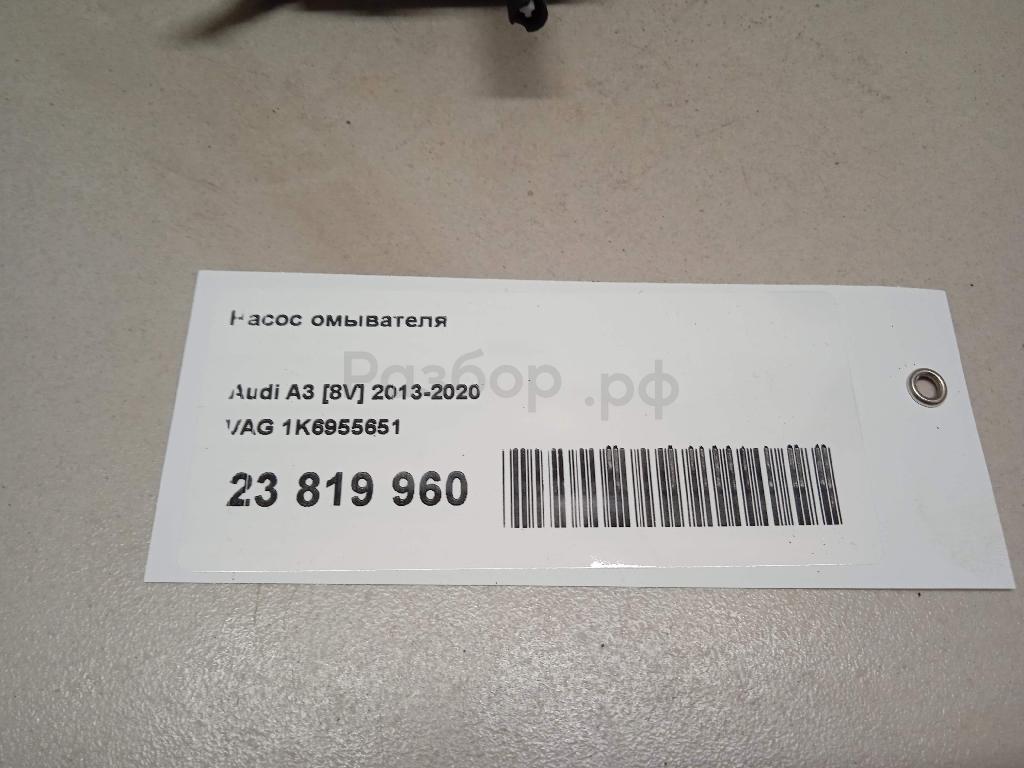 Насос омывателя
Разбор.рф
Audi A3 [8V] 2013-2020
VAG 1K6955651
23 819 960